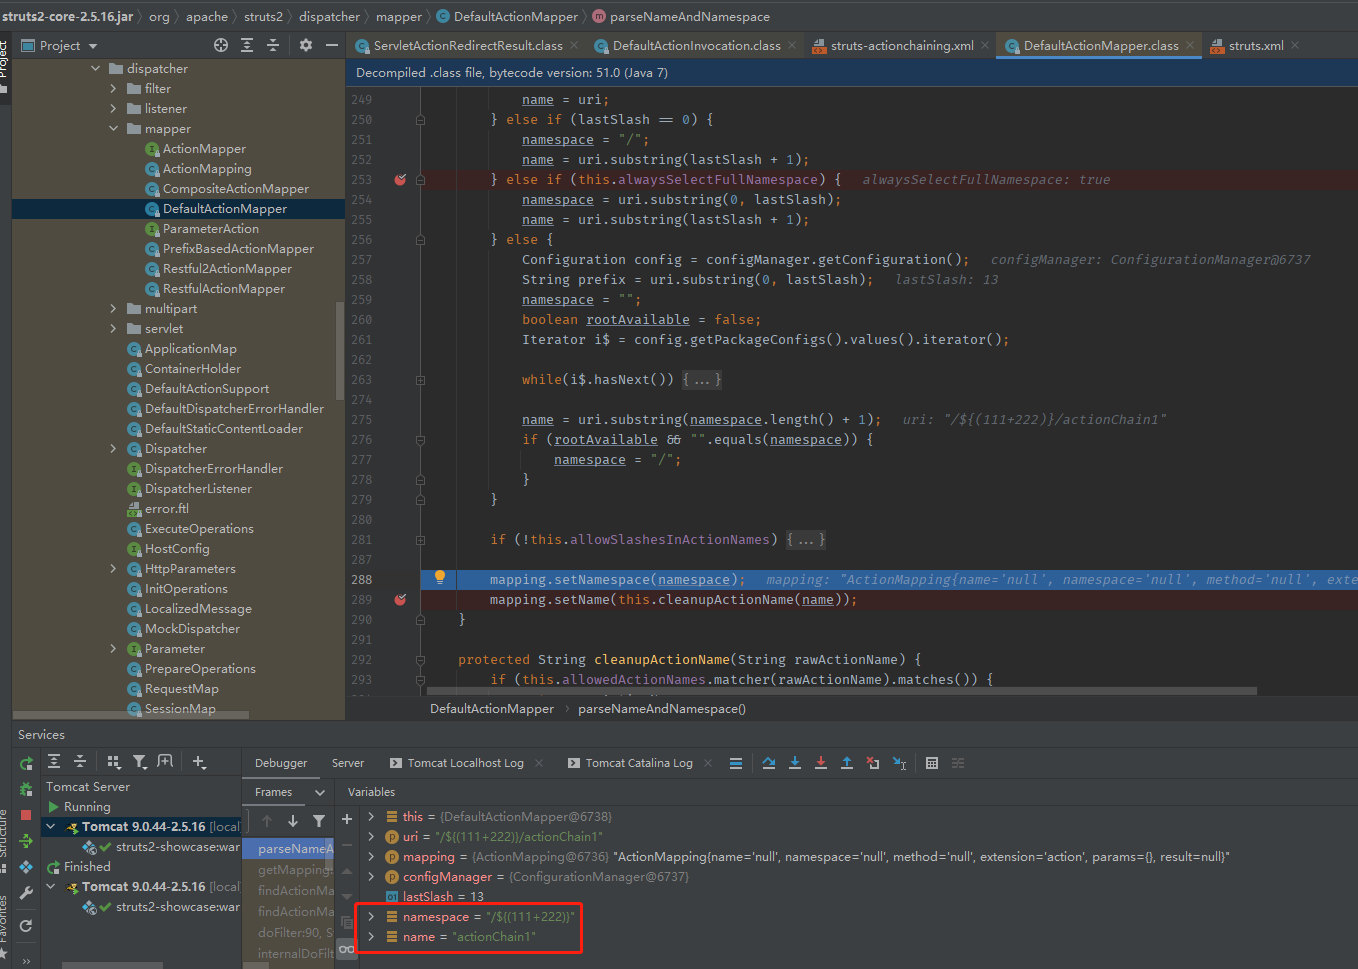 struts2-core-2.5.16.jar org apache struts2 dispatcher mapper DefaultActionMapper parseNameAndNamespace
Project
ServletActionRedirectResult.class DefaultActionInvocation.class struts-actionchaining.xml DefaultActionMapper.class struts.xml
Decompiled .class file, bytecode version: 51.0 (Java 7)
Project
dispatcher
filter
listener
mapper
ActionMapper
ActionMapping
CompositeActionMapper
DefaultActionMapper
ParameterAction
PrefixBasedActionMapper
Restful2ActionMapper
RestfulActionMapper
multipart
servlet
ApplicationMap
ContainerHolder
DefaultActionSupport
DefaultDispatcherErrorHandler
DefaultStaticContentLoader
Dispatcher
DispatcherErrorHandler
DispatcherListener
error.ftl
ExecuteOperations
HostConfig
HttpParameters
InitOperations
LocalizedMessage
MockDispatcher
Parameter
PrepareOperations
RequestMap
SessionMap
249 name = uri;
250 } else if (lastSlash == 0) {
251 namespace = "/";
252 name = uri.substring(lastSlash + 1);
253 } else if (this.alwaysSelectFullNamespace) { alwaysSelectFullNamespace: true
254 namespace = uri.substring(0, lastSlash);
255 name = uri.substring(lastSlash + 1);
256 } else {
257 Configuration config = configManager.getConfiguration(); configManager: ConfigurationManager@6737
258 String prefix = uri.substring(0, lastSlash); lastSlash: 13
259 namespace = "";
260 boolean rootAvailable = false;
261 Iterator i$ = config.getPackageConfigs().values().iterator();
262
263 while(i$.hasNext()) {...}
274
275 name = uri.substring(namespace.length() + 1); uri: "/${(111+222)}/actionChain1"
276 if (rootAvailable && "".equals(namespace)) {
277 namespace = "/";
278 }
279 }
280
281 if (!this.allowSlashesInActionNames) {...}
287
288 mapping.setNamespace(namespace); mapping: "ActionMapping{name='null', namespace='null', method='null', exte
289 mapping.setName(this.cleanupActionName(name));
290 }
291
292 protected String cleanupActionName(String rawActionName) {
293 if (this.allowedActionNames.matcher(rawActionName).matches()) {
DefaultActionMapper parseNameAndNamespace()
Services
Structure
Favorites
Tomcat Server
Running
Tomcat 9.0.44-2.5.16 [local]
struts2-showcase:war
Finished
Tomcat 9.0.44-2.5.16 [local]
struts2-showcase:war
Debugger Server Tomcat Localhost Log Tomcat Catalina Log
Frames
parseNameA
getMapping:
findActionMa
findActionMa
doFilter:90, S
internalDoFilt
Variables
this = {DefaultActionMapper@6738}
uri = "/${(111+222)}/actionChain1"
mapping = {ActionMapping@6736} "ActionMapping{name='null', namespace='null', method='null', extension='action', params={}, result=null}"
configManager = {ConfigurationManager@6737}
lastSlash = 13
namespace = "/${(111+222)}"
name = "actionChain1"